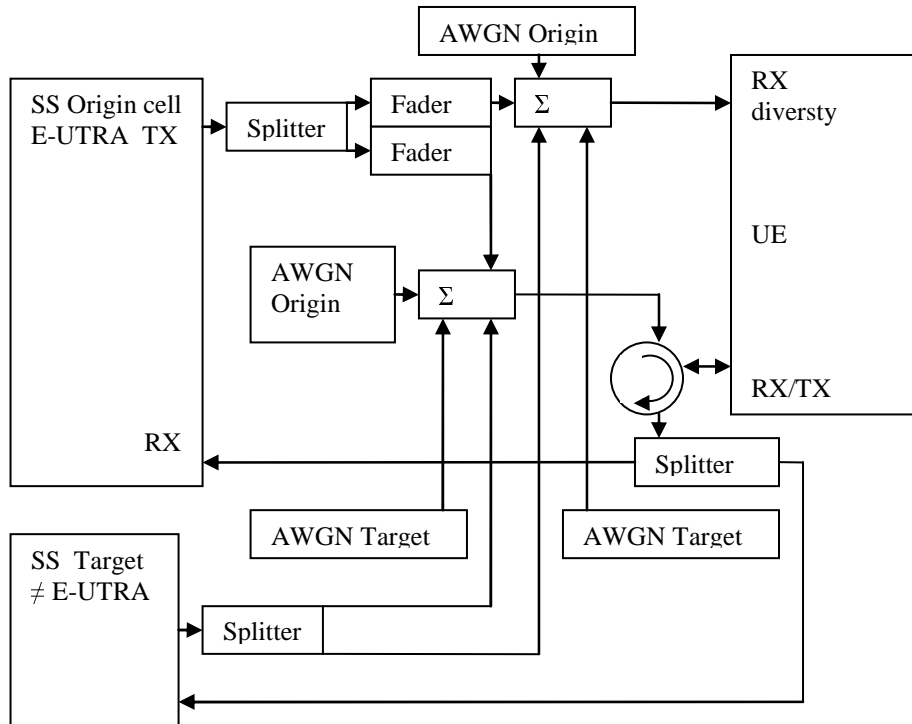 AWGN Origin
SS Origin cell
E-UTRA TX
Splitter
Fader
Fader
Σ
RX
diversty
UE
RX/TX
AWGN
Origin
Σ
RX
Splitter
AWGN Target
AWGN Target
SS Target
≠ E-UTRA
Splitter